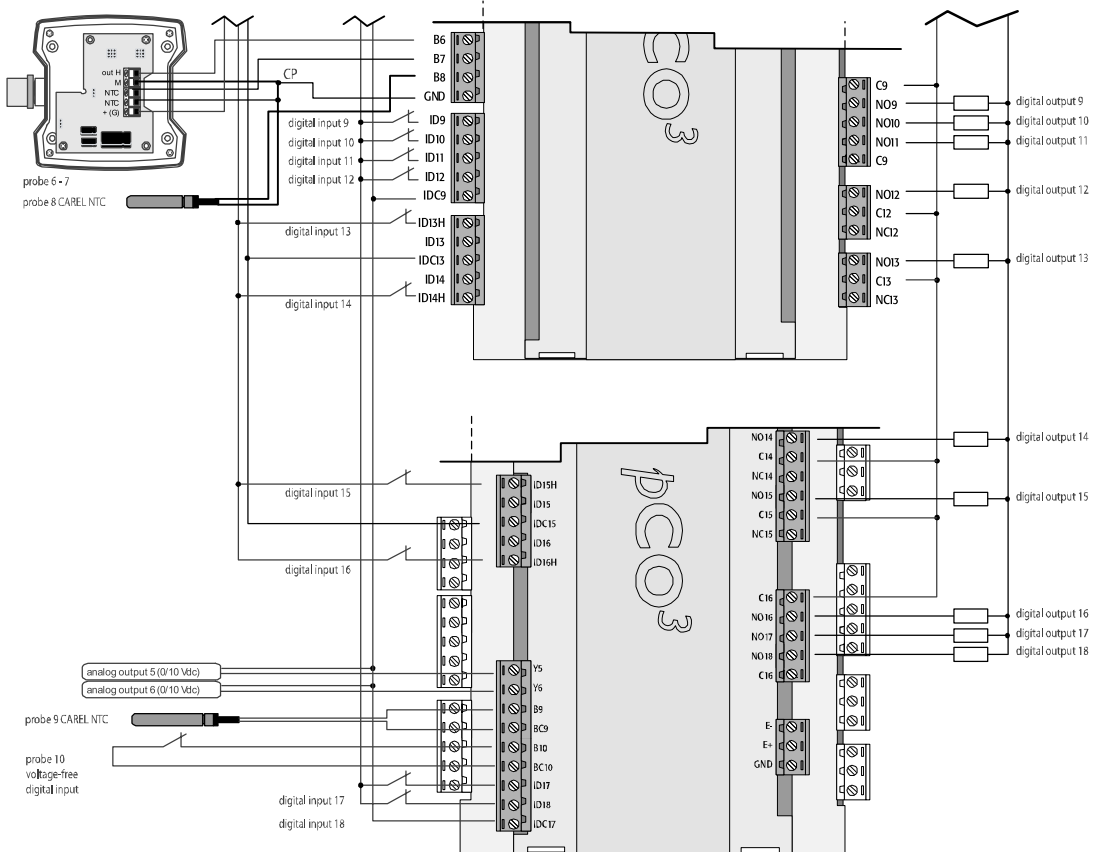 out H
M
NTC
NTC
+ (G)
probe 6 - 7
probe 8 CAREL NTC
CP
B6
B7
B8
GND
digital input 9
digital input 10
digital input 11
digital input 12
ID9
ID10
ID11
ID12
IDC9
digital input 13
digital input 14
ID13H
ID13
IDC13
ID14
ID14H
pCO3
C9
NO9
NO10
NO11
C9
NO12
C12
NC12
NO13
C13
NC13
digital output 9
digital output 10
digital output 11
digital output 12
digital output 13
digital input 15
digital input 16
ID15H
ID15
IDC15
ID16
ID16H
pCO3
NO14
C14
NC14
NO15
C15
NC15
digital output 14
digital output 15
C16
NO16
NO17
NO18
C16
digital output 16
digital output 17
digital output 18
analog output 5 (0/10 Vdc)
analog output 6 (0/10 Vdc)
probe 9 CAREL NTC
probe 10
voltage-free
digital input
digital input 17
digital input 18
Y5
Y6
B9
BC9
B10
BC10
ID17
ID18
IDC17
E-
E+
GND